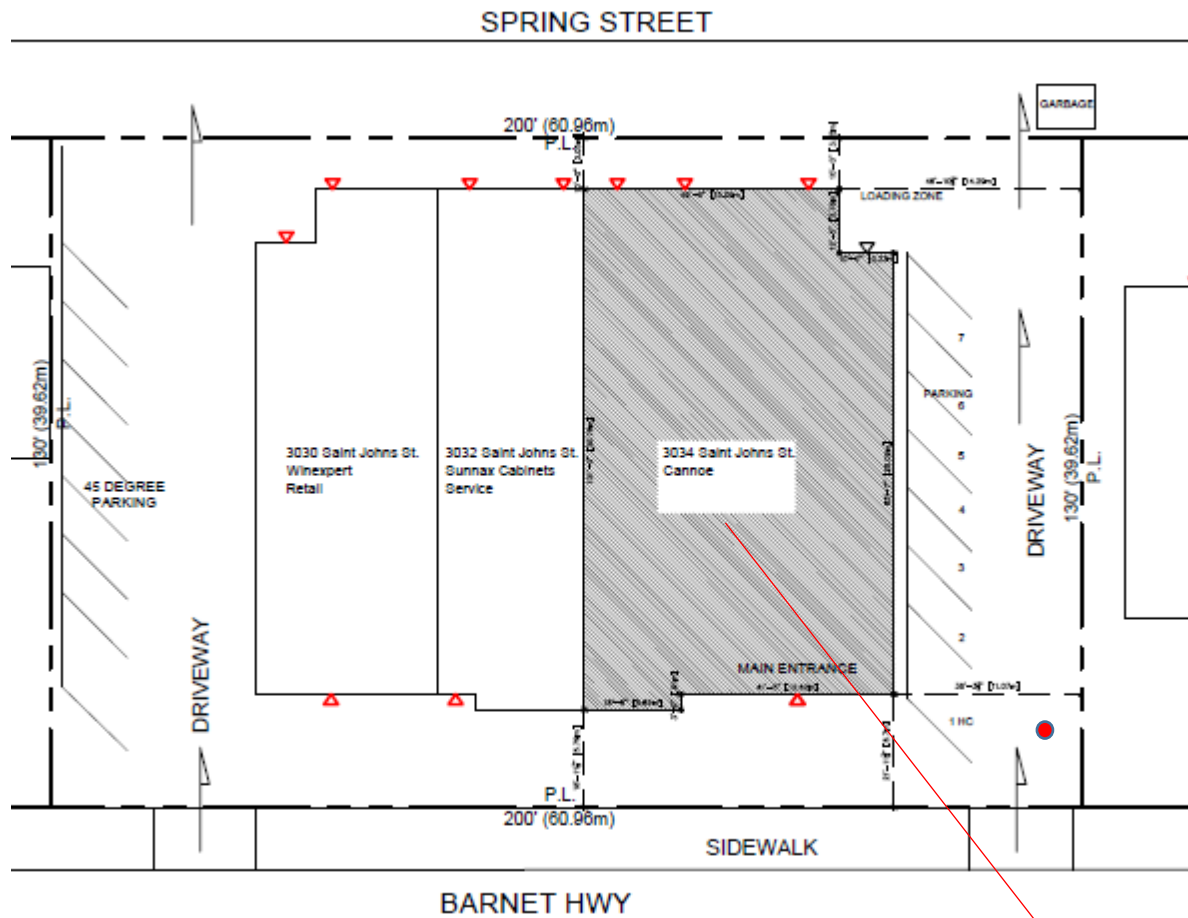 SPRING STREET
GARBAGE
200' (60.96m)
P.L.
LOADING ZONE
130' (39.62m)
P.L.
45 DEGREE
PARKING
3030 Saint Johns St.
Winexpert
Retail
3032 Saint Johns St.
Sunnax Cabinets
Service
3034 Saint Johns St.
Cannoe
7
PARKING
6
5
4
3
2
1 HC
DRIVEWAY
130' (39.62m)
P.L.
DRIVEWAY
MAIN ENTRANCE
P.L.
200' (60.96m)
SIDEWALK
BARNET HWY